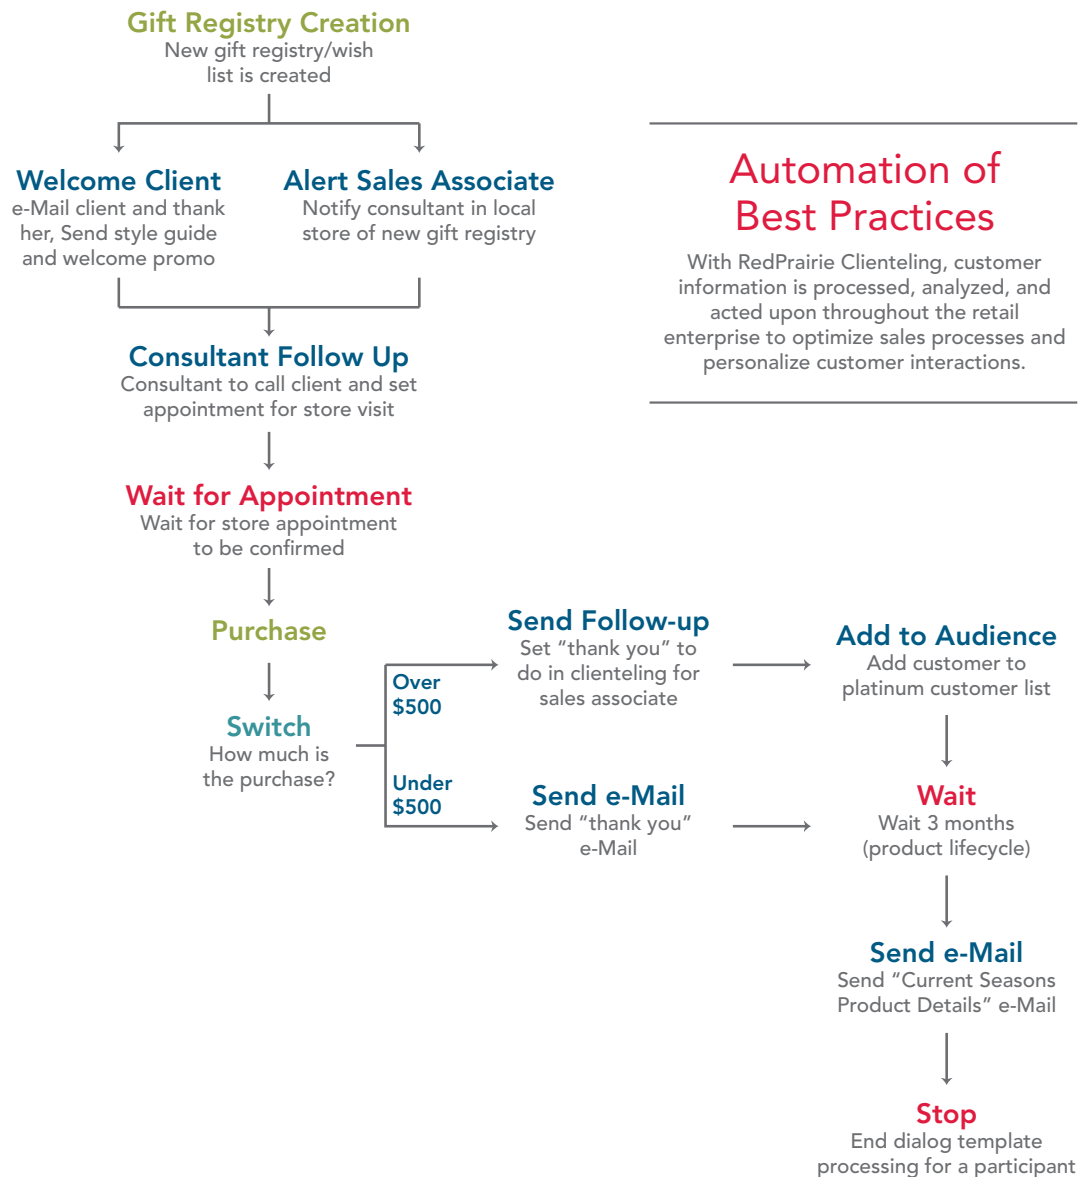 Gift Registry Creation
New gift registry/wish
list is created
Welcome Client
e-Mail client and thank
her, Send style guide
and welcome promo
Alert Sales Associate
Notify consultant in local
store of new gift registry
Automation of
Best Practices
With RedPrairie Clienteling, customer
information is processed, analyzed, and
acted upon throughout the retail
enterprise to optimize sales processes and
personalize customer interactions.
Consultant Follow Up
Consultant to call client and set
appointment for store visit
Wait for Appointment
Wait for store appointment
to be confirmed
Purchase
Switch
How much is
the purchase?
Over
$500
Send Follow-up
Set “thank you” to
do in clienteling for
sales associate
Add to Audience
Add customer to
platinum customer list
Under
$500
Send e-Mail
Send “thank you”
e-Mail
Wait
Wait 3 months
(product lifecycle)
Send e-Mail
Send “Current Seasons
Product Details” e-Mail
Stop
End dialog template
processing for a participant